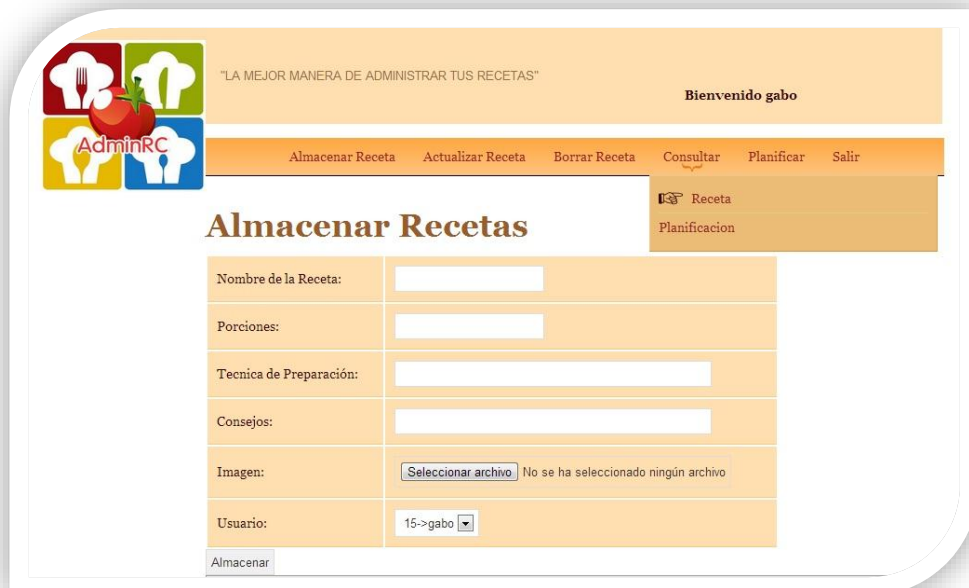 "LA MEJOR MANERA DE ADMINISTRAR TUS RECETAS"
Bienvenido gabo
AdminRC
Almacenar Receta Actualizar Receta Borrar Receta Consultar Planificar Salir
Receta
Planificacion
Almacenar Recetas
Nombre de la Receta:
Porciones:
Tecnica de Preparación:
Consejos:
Imagen: Seleccionar archivo No se ha seleccionado ningún archivo
Usuario: 15->gabo
Almacenar